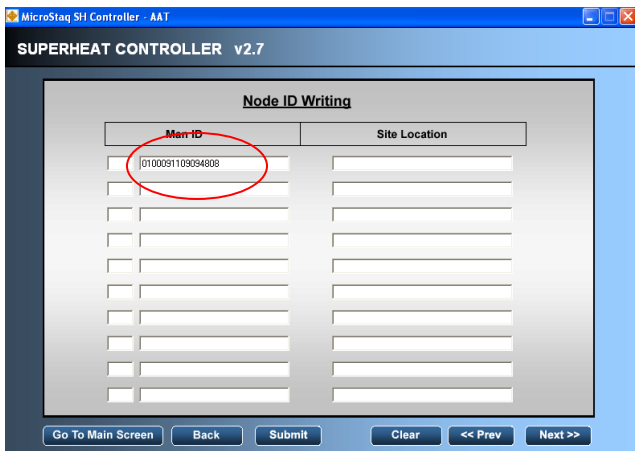 MicroStaq SH Controller - AAT
SUPERHEAT CONTROLLER v2.7
Node ID Writing
Man ID Site Location
0100091109094808
Go To Main Screen Back Submit Clear << Prev Next >>